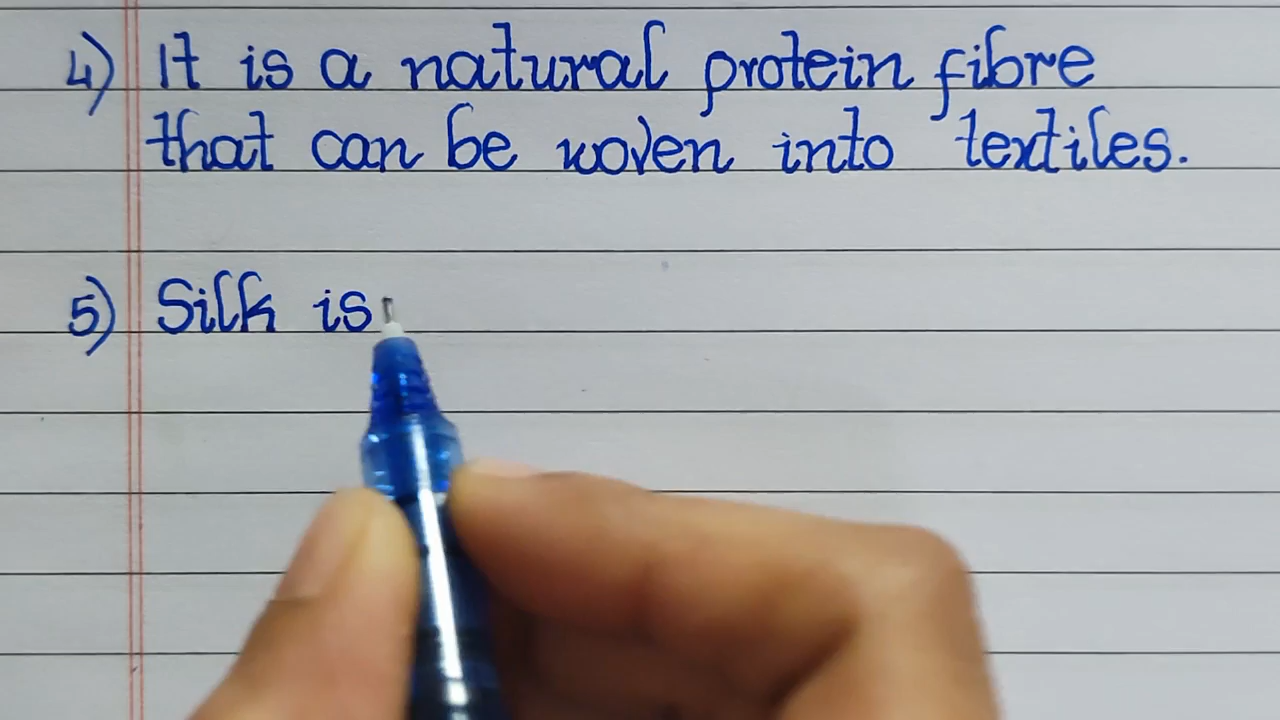 4) It is a natural protein fibre
that can be woven into textiles.
5) Silk is